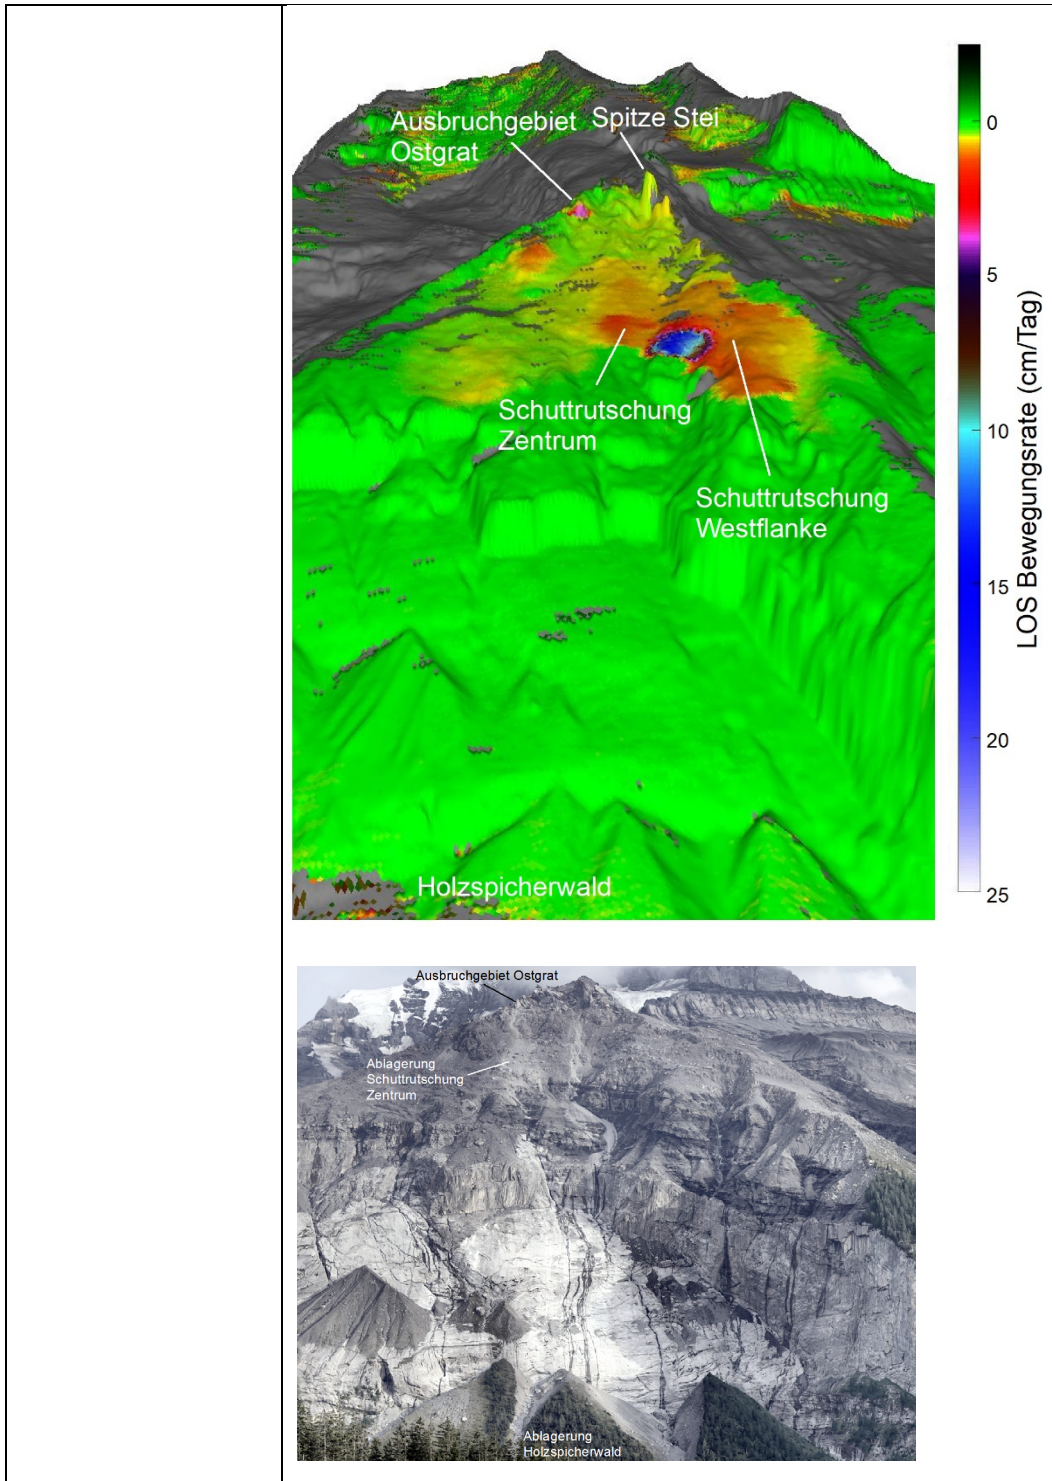 Ausbruchgebiet
Ostgrat
Spitze Stei
Schuttrutschung
Zentrum
Schuttrutschung
Westflanke
Holzspicherwald
0
5
10
15
20
25
LOS Bewegungsrate (cm/Tag)
Ausbruchgebiet Ostgrat
Ablagerung
Schuttrutschung
Zentrum
Ablagerung
Holzspicherwald